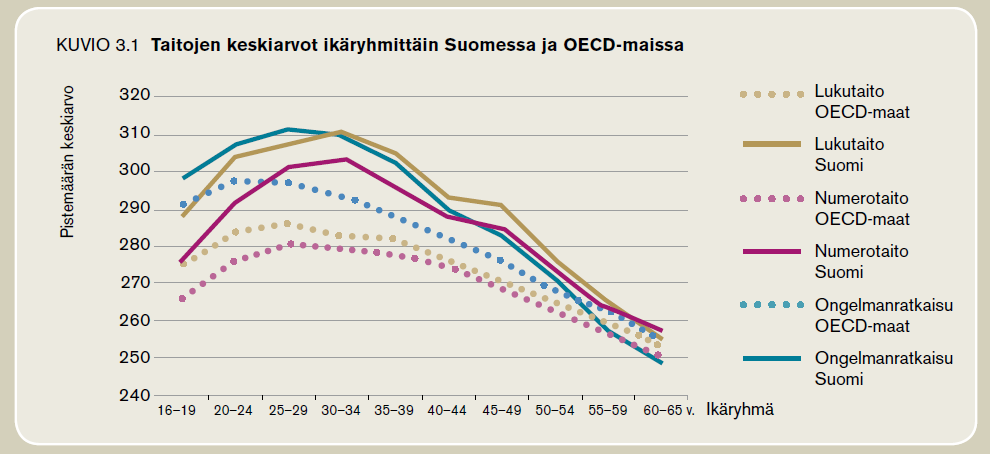 KUVIO 3.1 Taitojen keskiarvot ikäryhmittäin Suomessa ja OECD-maissa
Pistemäärän keskiarvo
320
310
300
290
280
270
260
250
240
16–19 20–24 25–29 30–34 35–39 40–44 45–49 50–54 55–59 60–65 v. Ikäryhmä
Lukutaito
OECD-maat
Lukutaito
Suomi
Numerotaito
OECD-maat
Numerotaito
Suomi
Ongelmanratkaisu
OECD-maat
Ongelmanratkaisu
Suomi